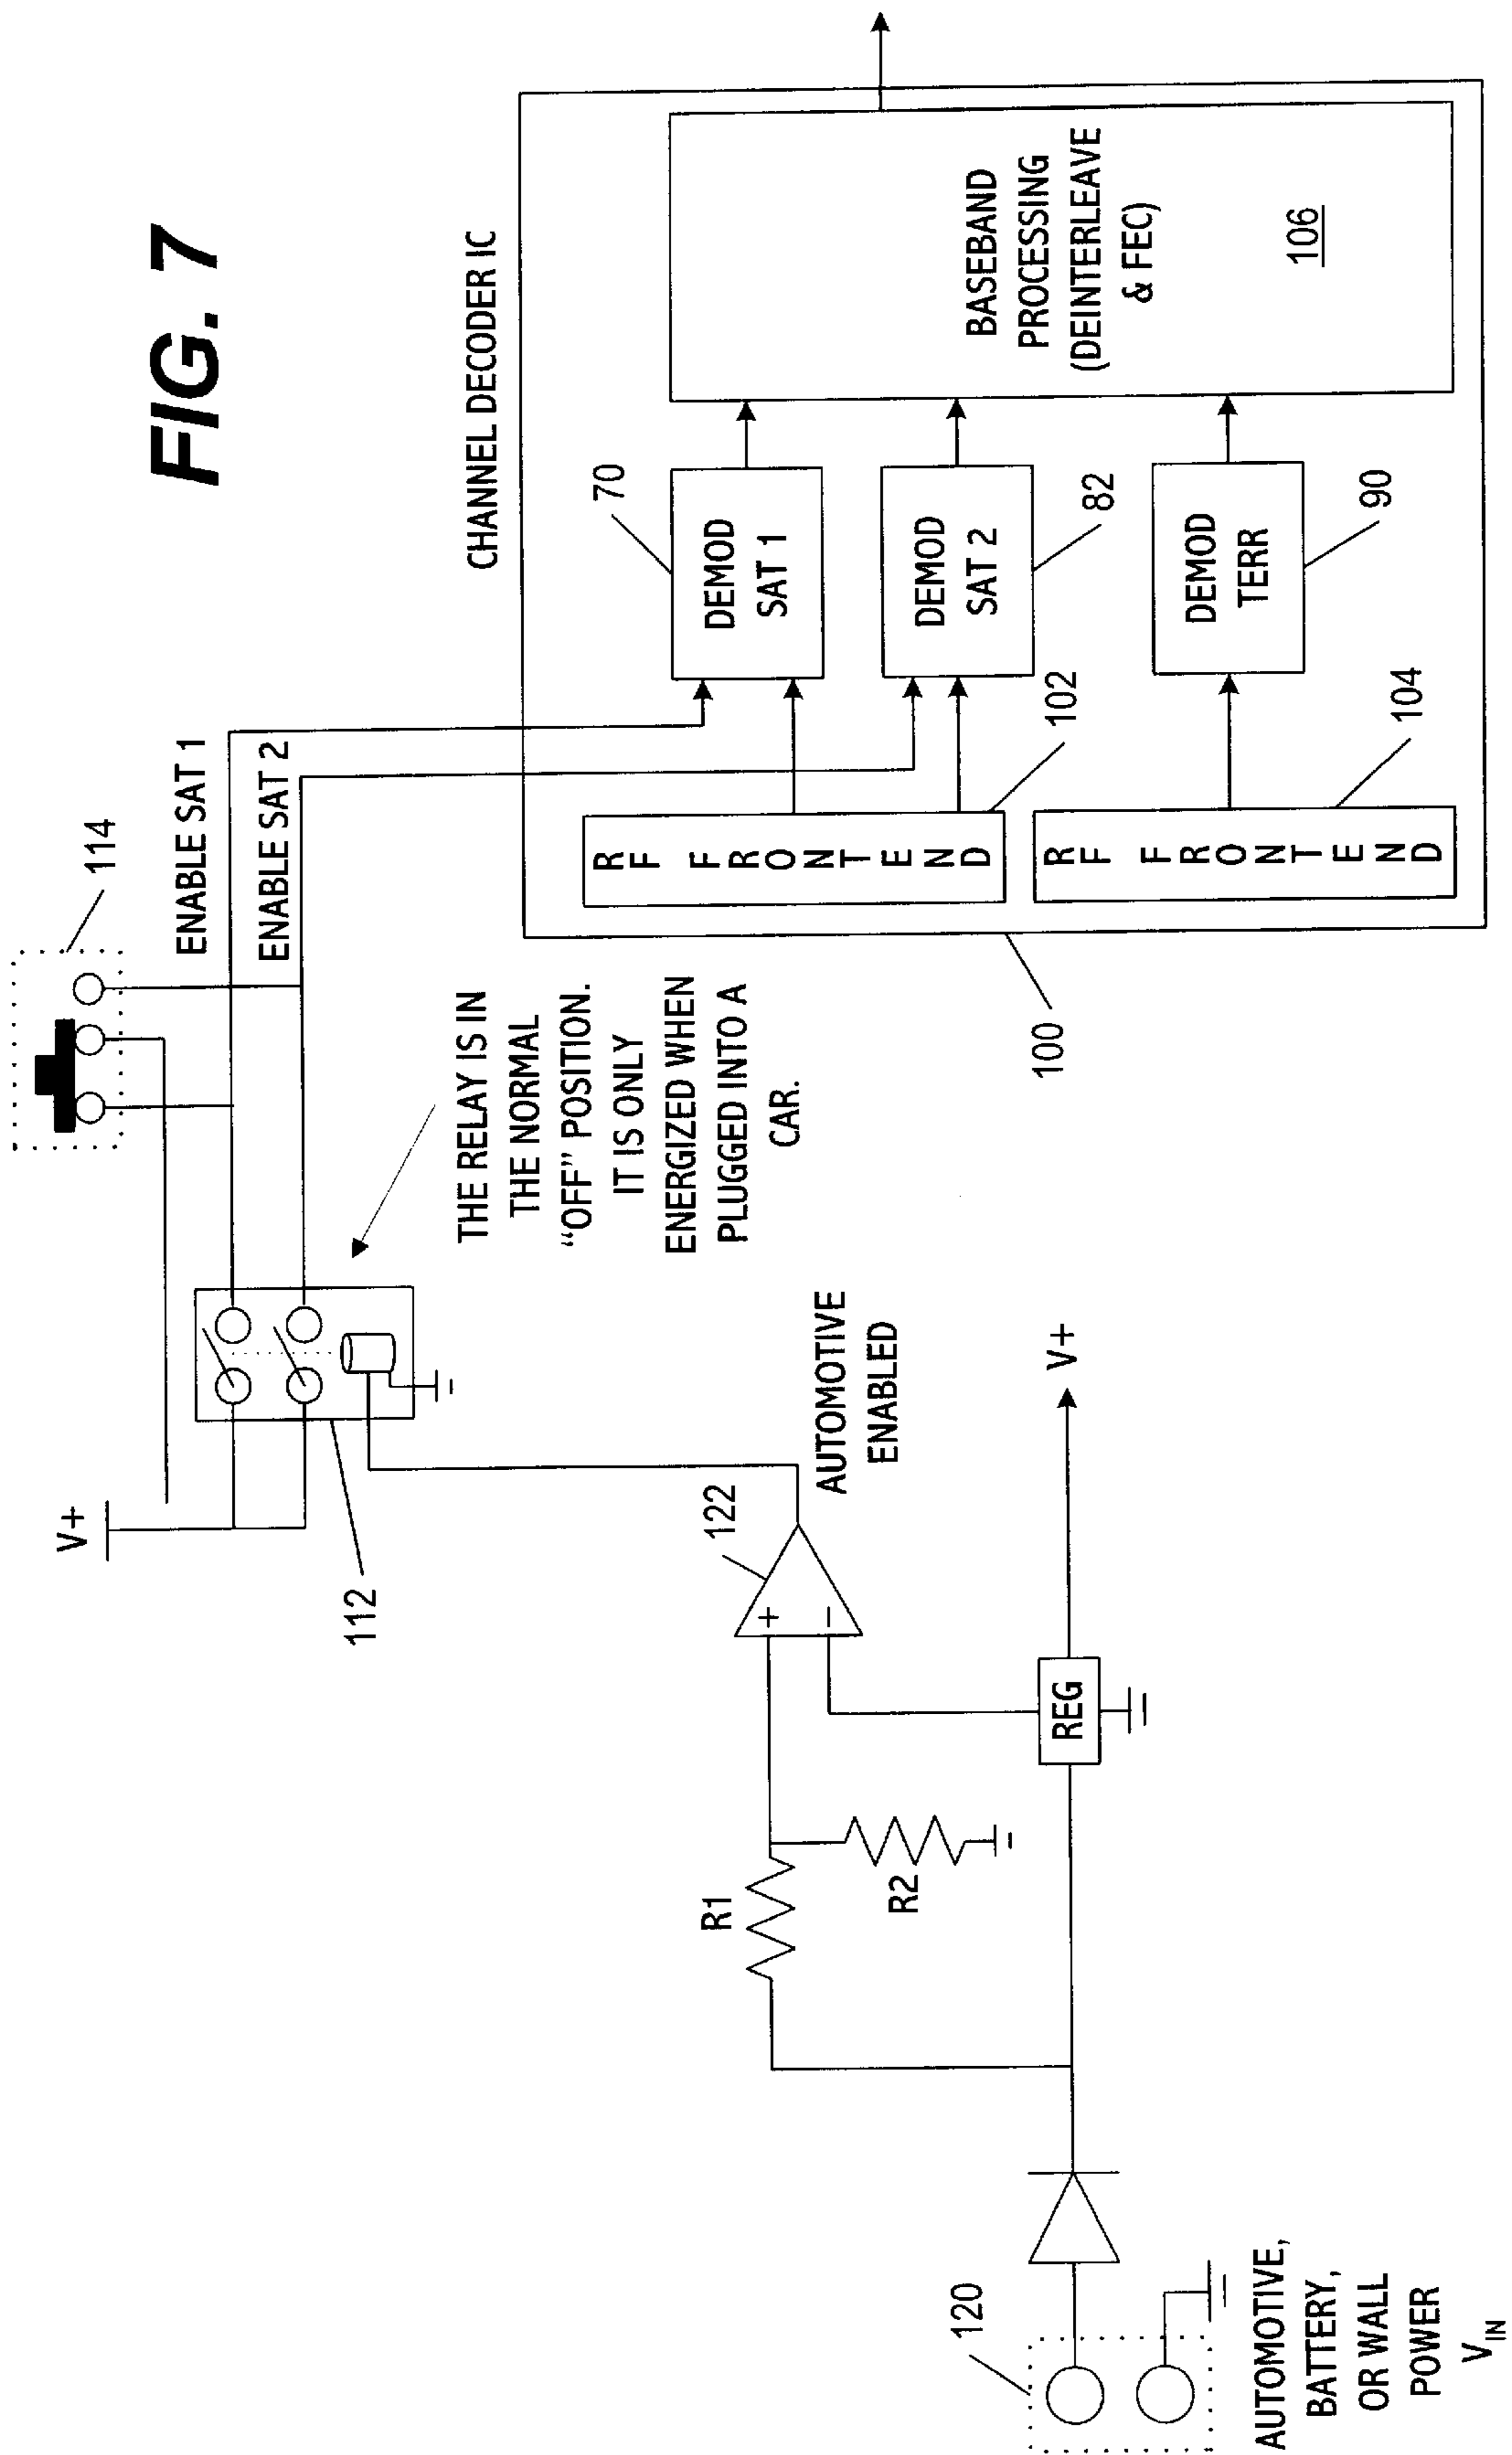 FIG. 7
114
ENABLE SAT 1
ENABLE SAT 2
V+
112
THE RELAY IS IN
THE NORMAL
“OFF” POSITION.
IT IS ONLY
ENERGIZED WHEN
PLUGGED INTO A
CAR.
CHANNEL DECODER IC
70
DEMOD
SAT 1
DEMOD
SAT 2
82
DEMOD
TERR
90
RF FRONTEND
102
RF FRONTEND
104
100
BASEBAND
PROCESSING
(DEINTERLEAVE
& FEC)
106
AUTOMOTIVE
ENABLED
122
+
−
R1
R2
REG
V+
120
AUTOMOTIVE,
BATTERY,
OR WALL
POWER
VIN